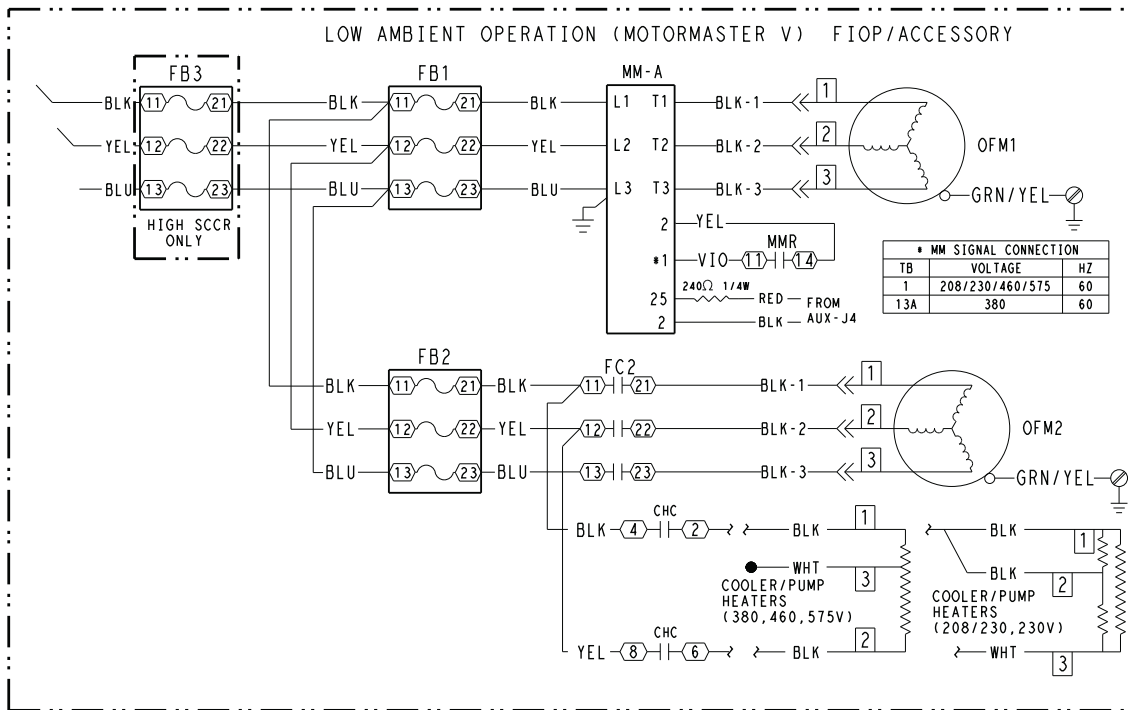 LOW AMBIENT OPERATION (MOTORMASTER V) FIOP/ACCESSORY
FB3
FB1
MM-A
BLK 11 21 BLK 11 21 BLK L1 T1 BLK-1 1
YEL 12 22 YEL 12 22 YEL L2 T2 BLK-2 2 OFM1
BLU 13 23 BLU 13 23 BLU L3 T3 BLK-3 3
GRN/YEL
HIGH SCCR
ONLY
2 YEL
MMR
*1 VIO 11 14
240Ω 1/4W
25 RED FROM
2 BLK AUX-J4
* MM SIGNAL CONNECTION
TB VOLTAGE HZ
1 208/230/460/575 60
13A 380 60
FB2
FC2
BLK 11 21 BLK 11 21 BLK-1 1
YEL 12 22 YEL 12 22 BLK-2 2 OFM2
BLU 13 23 BLU 13 23 BLK-3 3
GRN/YEL
CHC
BLK 4 2 BLK 1
WHT 3
COOLER/PUMP
HEATERS
(380,460,575V)
CHC
YEL 8 6 BLK 2
BLK 1
BLK 2
COOLER/PUMP
HEATERS
(208/230,230V)
WHT 3